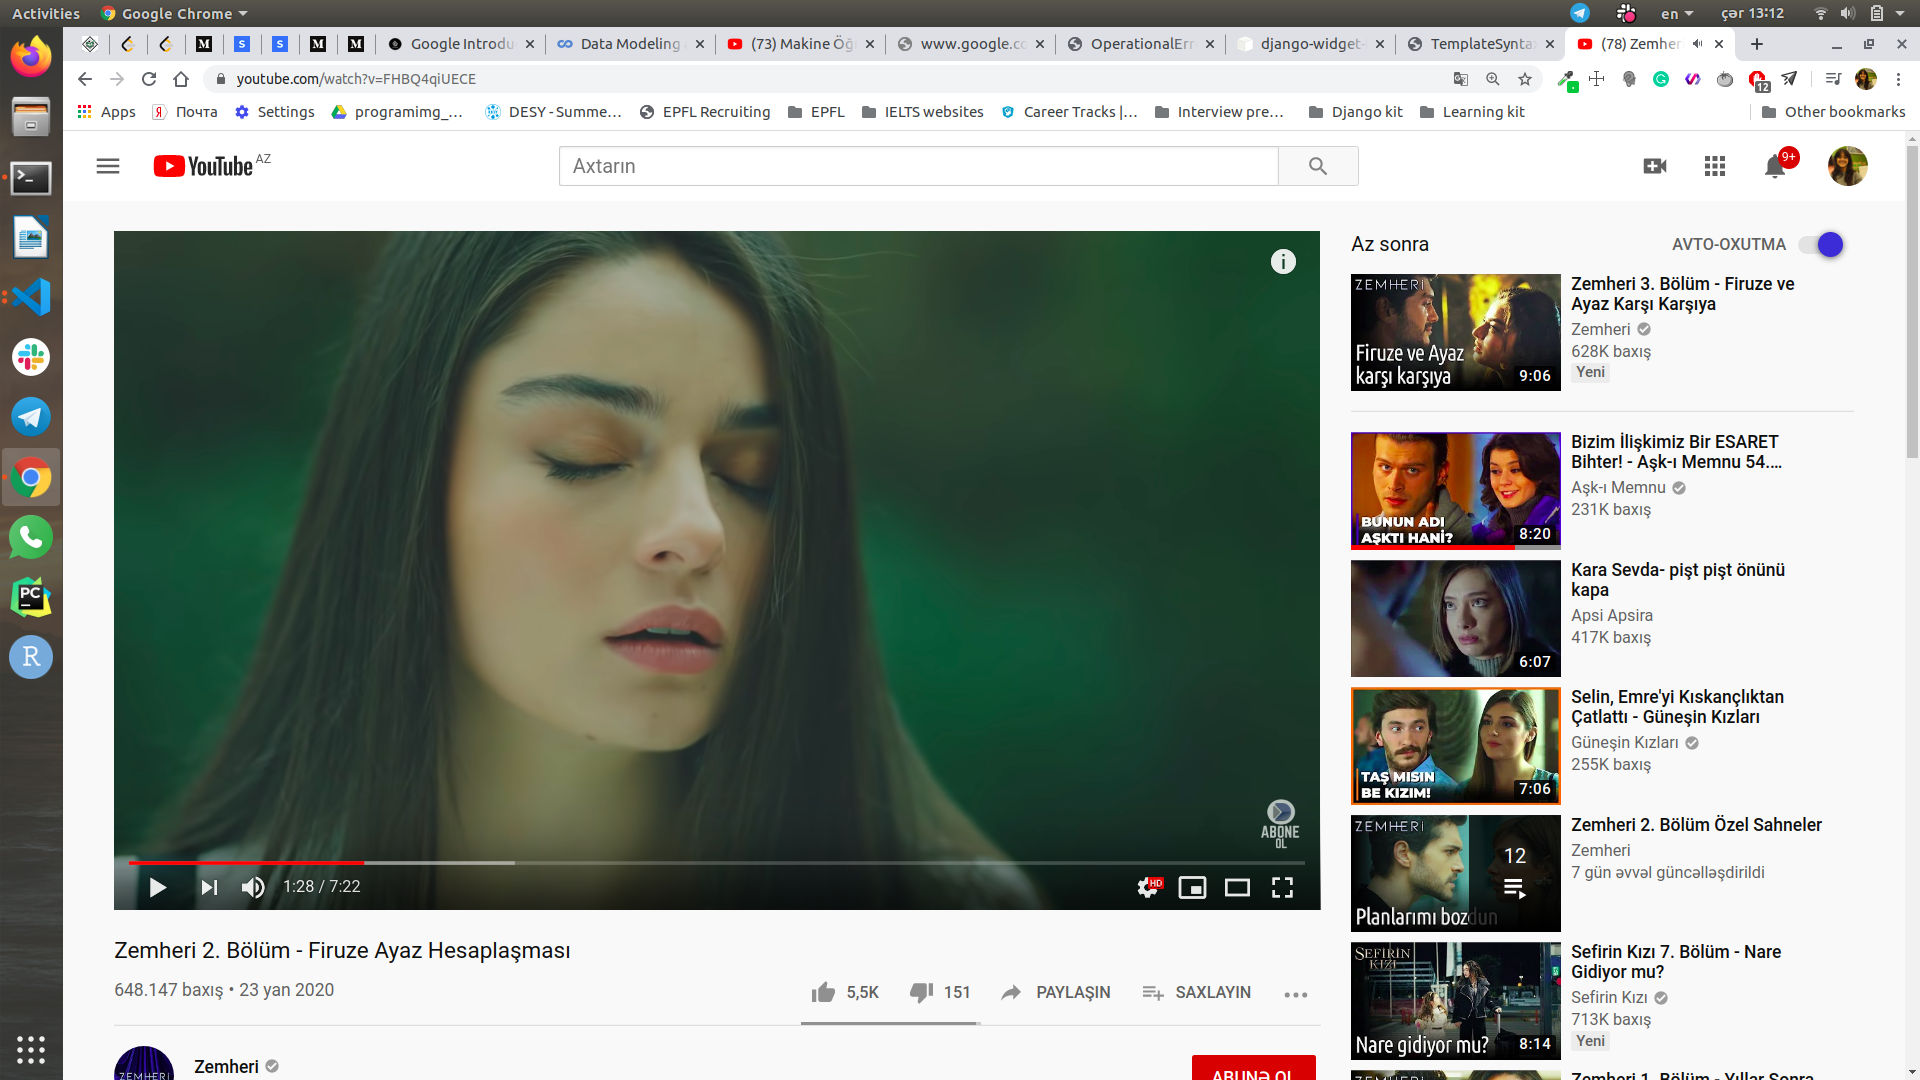 Activities
Google Chrome
en
çər 13:12
Google Introdu
Data Modeling
(73) Makine Öğ
www.google.co
OperationalErr
django-widget-
TemplateSynta
(78) Zemher
youtube.com/watch?v=FHBQ4qiUECE
12
Apps
Почта
Settings
programimg_...
DESY - Summe...
EPFL Recruiting
EPFL
IELTS websites
Career Tracks |...
Interview pre...
Django kit
Learning kit
Other bookmarks
YouTube AZ
Axtarın
9+
ABONE
OL
1:28 / 7:22
HD
Zemheri 2. Bölüm - Firuze Ayaz Hesaplaşması
648.147 baxış • 23 yan 2020
5,5K
151
PAYLAŞIN
SAXLAYIN
ZEMHERİ
Zemheri
ABUNƏ OL
Az sonra
AVTO-OXUTMA
ZEMHERİ
Firuze ve Ayaz
karşı karşıya
9:06
Zemheri 3. Bölüm - Firuze ve
Ayaz Karşı Karşıya
Zemheri
628K baxış
Yeni
BUNUN ADI
AŞKTI HANİ?
8:20
Bizim İlişkimiz Bir ESARET
Bihter! - Aşk-ı Memnu 54....
Aşk-ı Memnu
231K baxış
6:07
Kara Sevda- pişt pişt önünü
kapa
Apsi Apsira
417K baxış
TAŞ MISIN
BE KIZIM!
7:06
Selin, Emre'yi Kıskançlıktan
Çatlattı - Güneşin Kızları
Güneşin Kızları
255K baxış
ZEMHERİ
Planlarımı bozdun
12
Zemheri 2. Bölüm Özel Sahneler
Zemheri
7 gün əvvəl güncəlləşdirildi
SEFİRİN
KIZI
Nare gidiyor mu?
8:14
Sefirin Kızı 7. Bölüm - Nare
Gidiyor mu?
Sefirin Kızı
713K baxış
Yeni
Zemheri 1. Bölüm - Yıllar Sonra